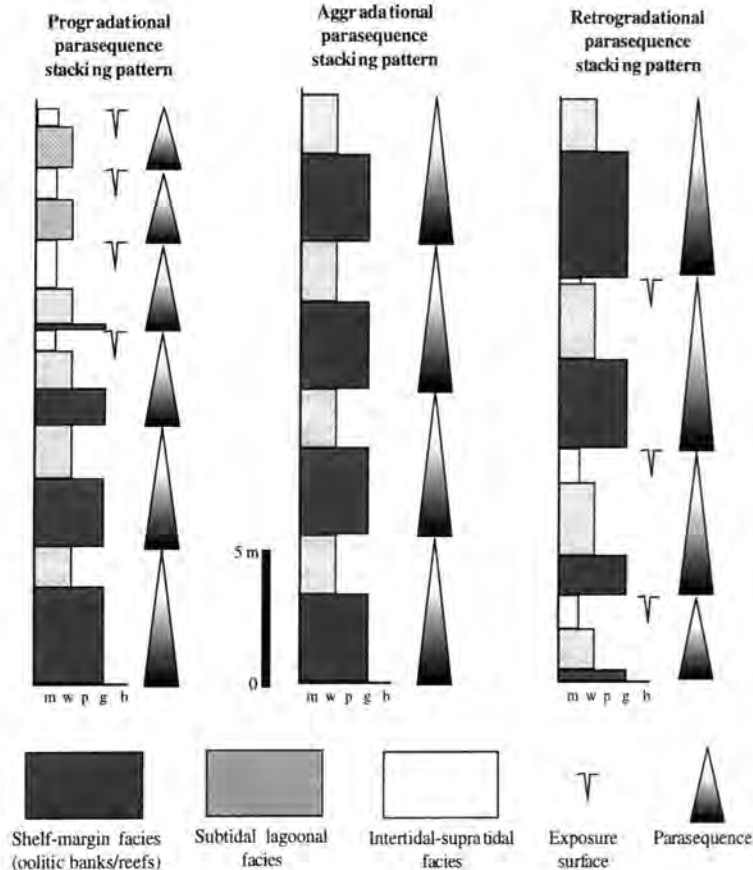 Progradational
parasequence
stacking pattern
Aggradational
parasequence
stacking pattern
Retrogradational
parasequence
stacking pattern
5 m
0
m w p g b
m w p g b
m w p g b
Shelf-margin facies
(oolitic banks/reefs)
Subtidal lagoonal
facies
Intertidal-supratidal
facies
Exposure
surface
Parasequence